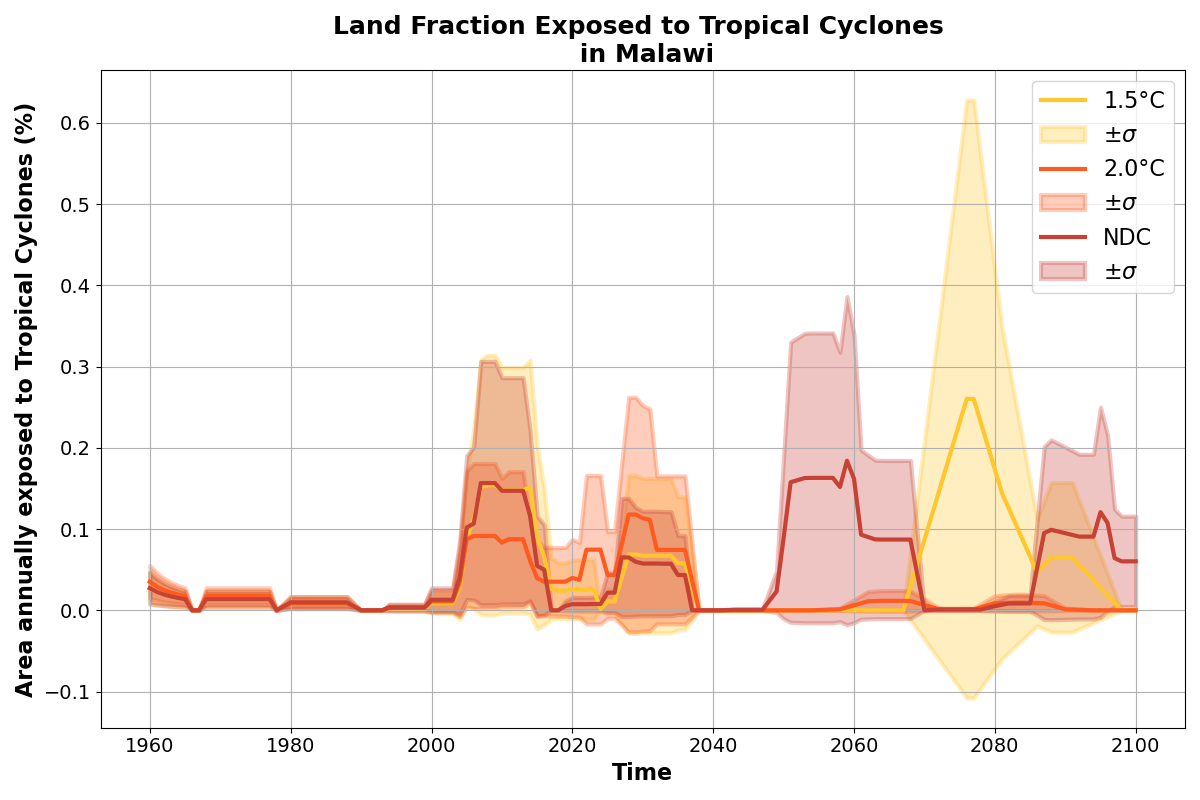 Land Fraction Exposed to Tropical Cyclones
in Malawi
Area annually exposed to Tropical Cyclones (%)
0.6
0.5
0.4
0.3
0.2
0.1
0.0
−0.1
1960
1980
2000
2020
2040
2060
2080
2100
Time
1.5°C
±σ
2.0°C
±σ
NDC
±σ